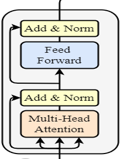 Add & Norm
Feed
Forward
Add & Norm
Multi-Head
Attention